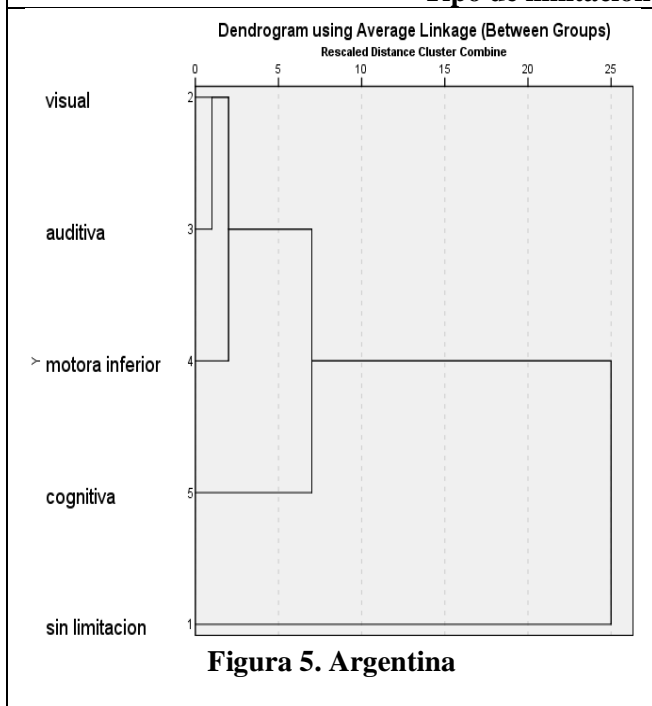 Tipo de limitación
Dendrogram using Average Linkage (Between Groups)
Rescaled Distance Cluster Combine
0 5 10 15 20 25
visual 2
auditiva 3
Y motora inferior 4
cognitiva 5
sin limitacion 1
Figura 5. Argentina